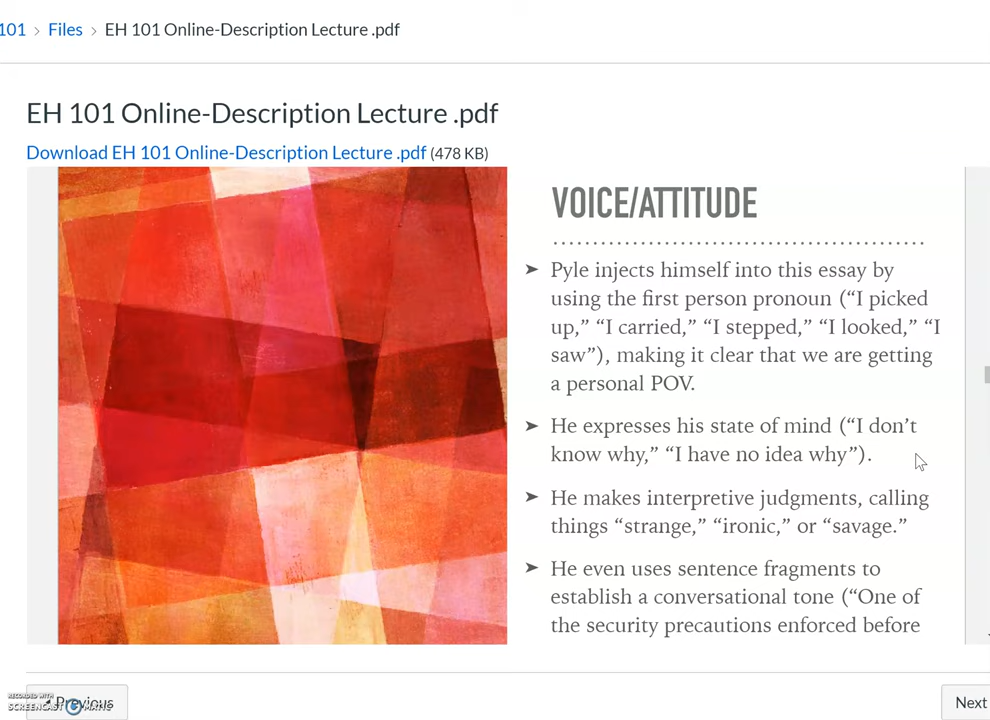 101 > Files > EH 101 Online-Description Lecture .pdf
EH 101 Online-Description Lecture .pdf
Download EH 101 Online-Description Lecture .pdf (478 KB)
VOICE/ATTITUDE
➤ Pyle injects himself into this essay by
using the first person pronoun (“I picked
up,” “I carried,” “I stepped,” “I looked,” “I
saw”), making it clear that we are getting
a personal POV.
➤ He expresses his state of mind (“I don’t
know why,” “I have no idea why”).
➤ He makes interpretive judgments, calling
things “strange,” “ironic,” or “savage.”
➤ He even uses sentence fragments to
establish a conversational tone (“One of
the security precautions enforced before
Previous
Next
RECORDED WITH
SCREENCAST MATIC